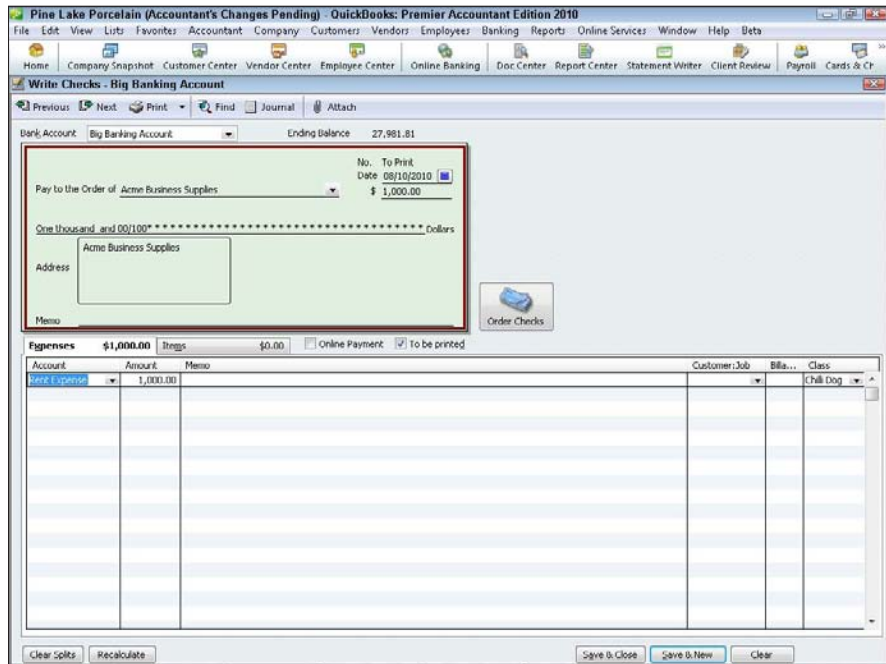 Pine Lake Porcelain (Accountant's Changes Pending) - QuickBooks: Premier Accountant Edition 2010
File Edit View Lists Favorites Accountant Company Customers Vendors Employees Banking Reports Online Services Window Help Beta
Home Company Snapshot Customer Center Vendor Center Employee Center Online Banking Doc Center Report Center Statement Writer Client Review Payroll Cards & Cr
Write Checks - Big Banking Account
Previous Next Print Find Journal Attach
Bank Account Big Banking Account Ending Balance 27,981.81
No. To Print
Date 08/10/2010
Pay to the Order of Acme Business Supplies $ 1,000.00
One thousand and 00/100* * * * * * * * * * * * * * * * * * * * * * * * * * * * * * * * * * * * * * Dollars
Acme Business Supplies
Address
Memo
Order Checks
Expenses $1,000.00 Items $0.00 Online Payment To be printed
Account Amount Memo Customer:Job Billa... Class
Rent Expense 1,000.00 Chili Dog
Clear Splits Recalculate Save & Close Save & New Clear